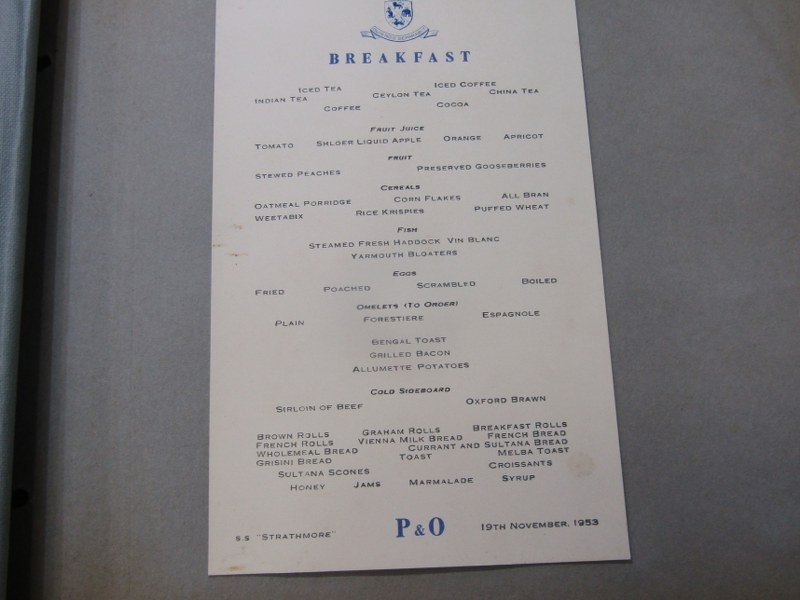 BREAKFAST
Iced Tea Iced Coffee
Indian Tea Ceylon Tea China Tea
Coffee Cocoa
Fruit Juice
Tomato Shloer Liquid Apple Orange Apricot
Fruit
Stewed Peaches Preserved Gooseberries
Cereals
Oatmeal Porridge Corn Flakes All Bran
Weetabix Rice Krispies Puffed Wheat
Fish
Steamed Fresh Haddock Vin Blanc
Yarmouth Bloaters
Eggs
Fried Poached Scrambled Boiled
Omelets (To Order)
Plain Forestiere Espagnole
Bengal Toast
Grilled Bacon
Allumette Potatoes
Cold Sideboard
Sirloin of Beef Oxford Brawn
Brown Rolls Graham Rolls Breakfast Rolls
French Rolls Vienna Milk Bread French Bread
Wholemeal Bread Currant and Sultana Bread
Grisini Bread Toast Melba Toast
Sultana Scones Croissants
Honey Jams Marmalade Syrup
s.s "Strathmore" P&O 19th November, 1953